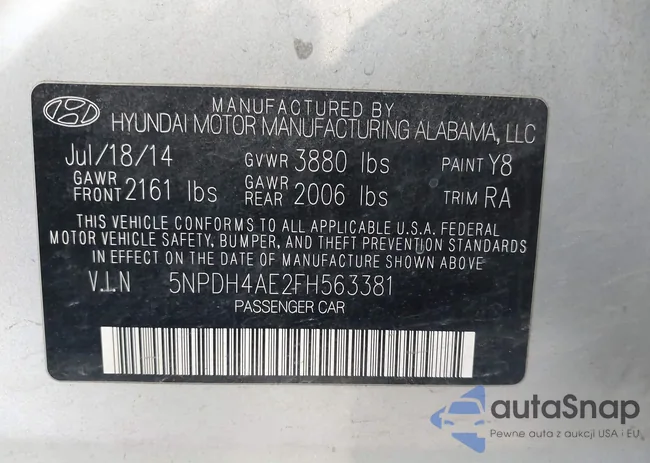 MANUFACTURED BY
HYUNDAI MOTOR MANUFACTURING ALABAMA, LLC
Jul/18/14 GVWR 3880 lbs PAINT Y8
GAWR FRONT 2161 lbs GAWR REAR 2006 lbs TRIM RA
THIS VEHICLE CONFORMS TO ALL APPLICABLE U.S.A. FEDERAL
MOTOR VEHICLE SAFETY, BUMPER, AND THEFT PREVENTION STANDARDS
IN EFFECT ON THE DATE OF MANUFACTURE SHOWN ABOVE.
V.I.N 5NPDH4AE2FH563381
PASSENGER CAR
autaSnap
Pewne auta z aukcji USA i EU